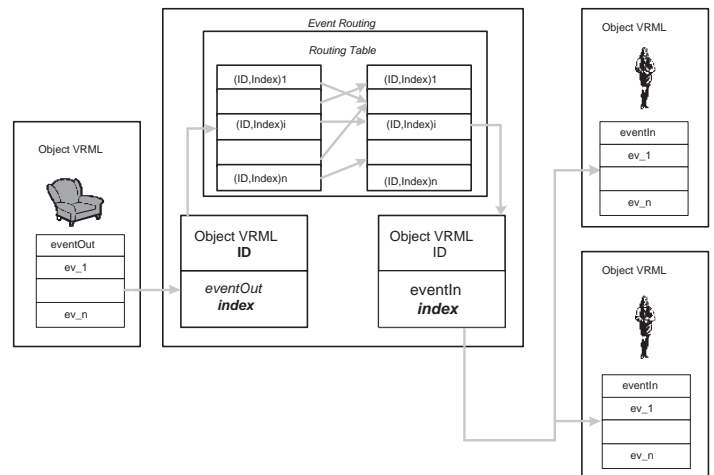 Object VRML
eventOut
ev_1
ev_n
Event Routing
Routing Table
(ID,Index)1
(ID,Index)i
(ID,Index)n
(ID,Index)1
(ID,Index)i
(ID,Index)n
Object VRML
ID
eventOut
index
Object VRML
ID
eventIn
index
Object VRML
eventIn
ev_1
ev_n
Object VRML
eventIn
ev_1
ev_n